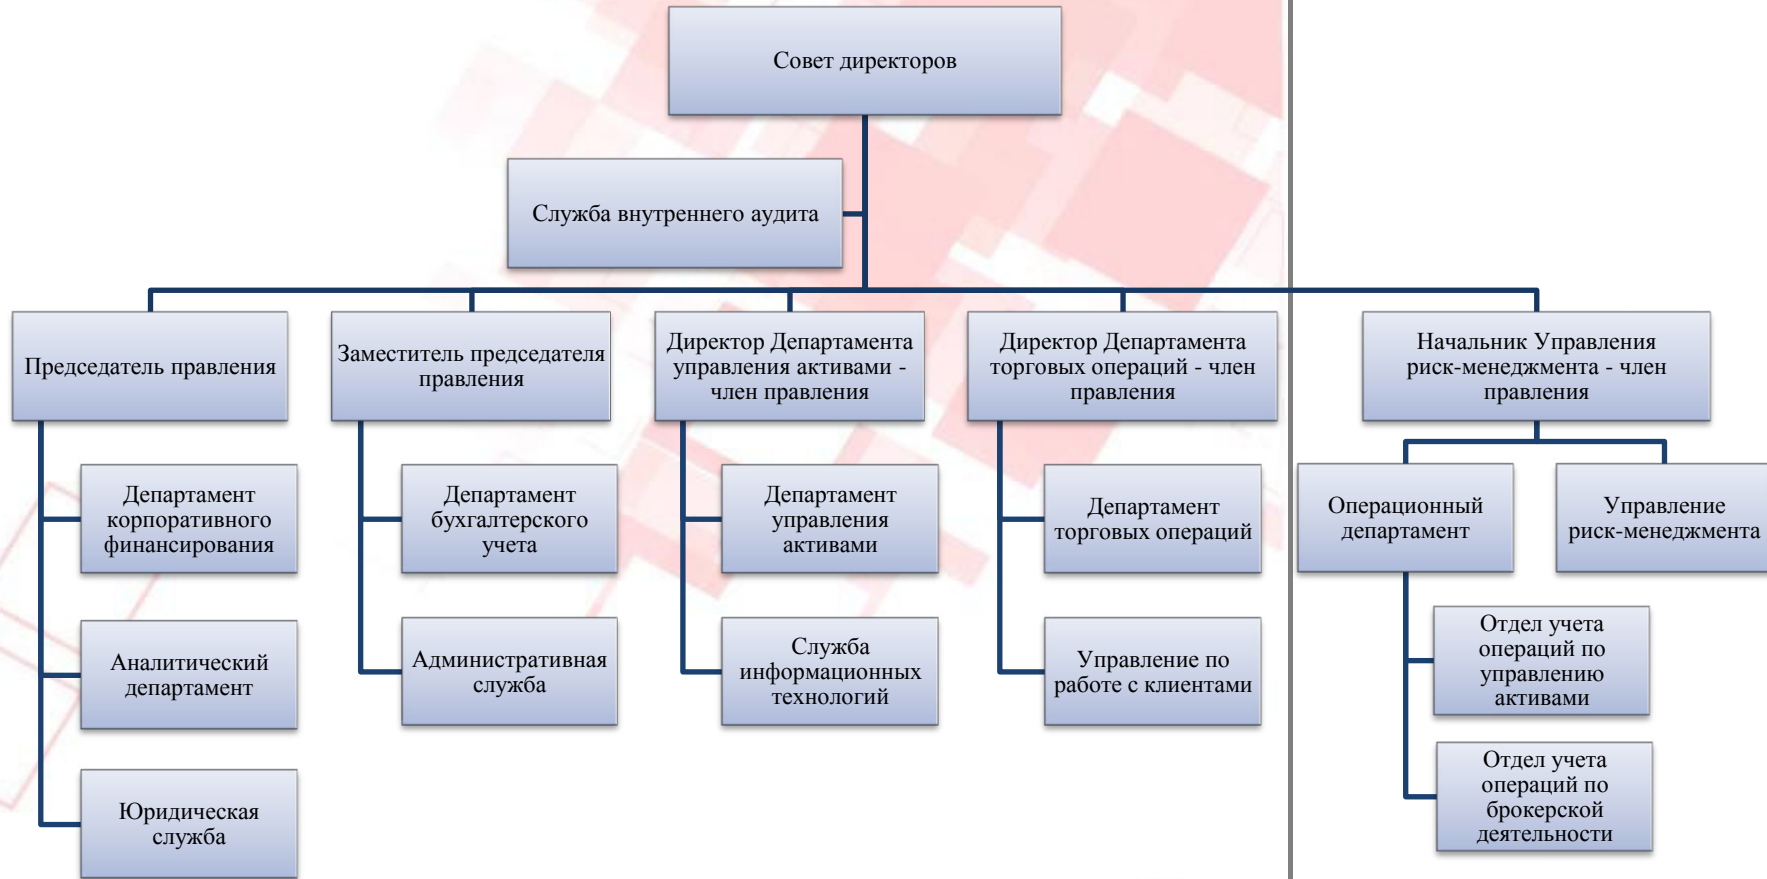 Совет директоров
Служба внутреннего аудита
Председатель правления
Заместитель председателя
правления
Директор Департамента
управления активами -
член правления
Директор Департамента
торговых операций - член
правления
Начальник Управления
риск-менеджмента - член
правления
Департамент
корпоративного
финансирования
Аналитический
департамент
Юридическая
служба
Департамент
бухгалтерского
учета
Административная
служба
Департамент
управления
активами
Служба
информационных
технологий
Департамент
торговых операций
Управление по
работе с клиентами
Операционный
департамент
Управление
риск-менеджмента
Отдел учета
операций по
управлению
активами
Отдел учета
операций по
брокерской
деятельности